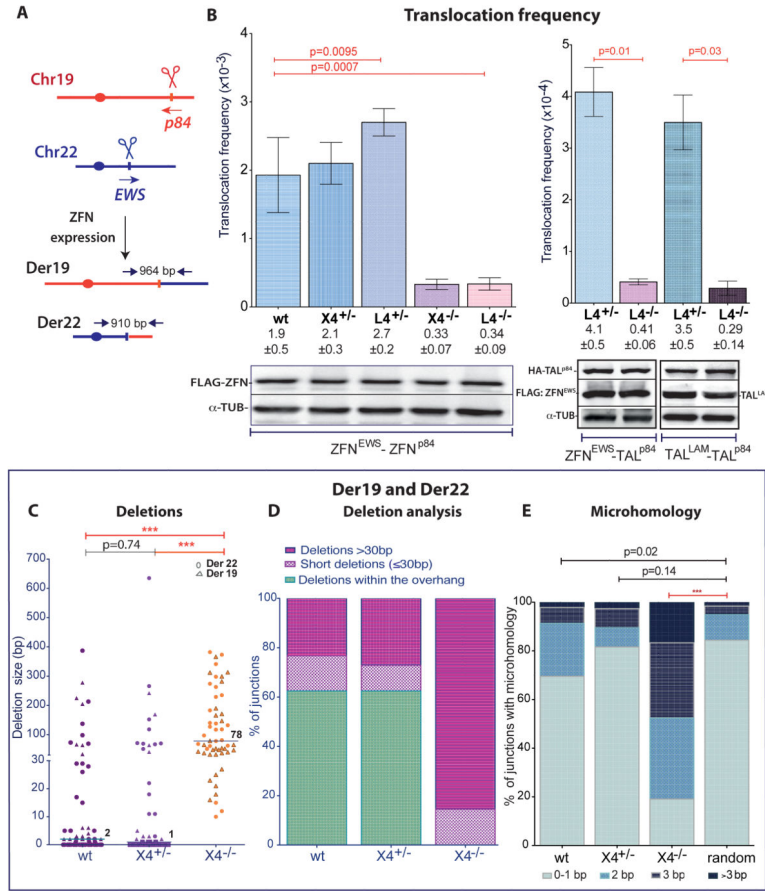 A
Chr19
p84
Chr22
EWS
ZFN
expression
Der19
964 bp
Der22
910 bp
B
Translocation frequency
Translocation frequency (x10-3)
4
3
2
1
0
p=0.0095
p=0.0007
wt
X4+/-
L4+/-
X4-/-
L4-/-
1.9
2.1
2.7
0.33
0.34
±0.5
±0.3
±0.2
±0.07
±0.09
FLAG-ZFN
α-TUB
ZFNEWS- ZFNp84
Translocation frequency (x10-4)
5
4
3
2
1
0
p=0.01
p=0.03
L4+/-
L4-/-
L4+/-
L4-/-
4.1
0.41
3.5
0.29
±0.5
±0.06
±0.5
±0.14
HA-TALp84
FLAG: ZFNEWS
TALLA
α-TUB
ZFNEWS-TALp84
TALLAM-TALp84
Der19 and Der22
C
Deletions
***
p=0.74
***
Der 22
Der 19
Deletion size (bp)
700
600
500
400
300
200
100
30
20
10
0
2
1
78
wt
X4+/-
X4-/-
D
Deletion analysis
Deletions >30bp
Short deletions (≤30bp)
Deletions within the overhang
% of junctions
100
80
60
40
20
0
wt
X4+/-
X4-/-
E
Microhomology
p=0.02
p=0.14
***
% of junctions with microhomology
100
80
60
40
20
0
wt
X4+/-
X4-/-
random
0-1 bp
2 bp
3 bp
>3 bp